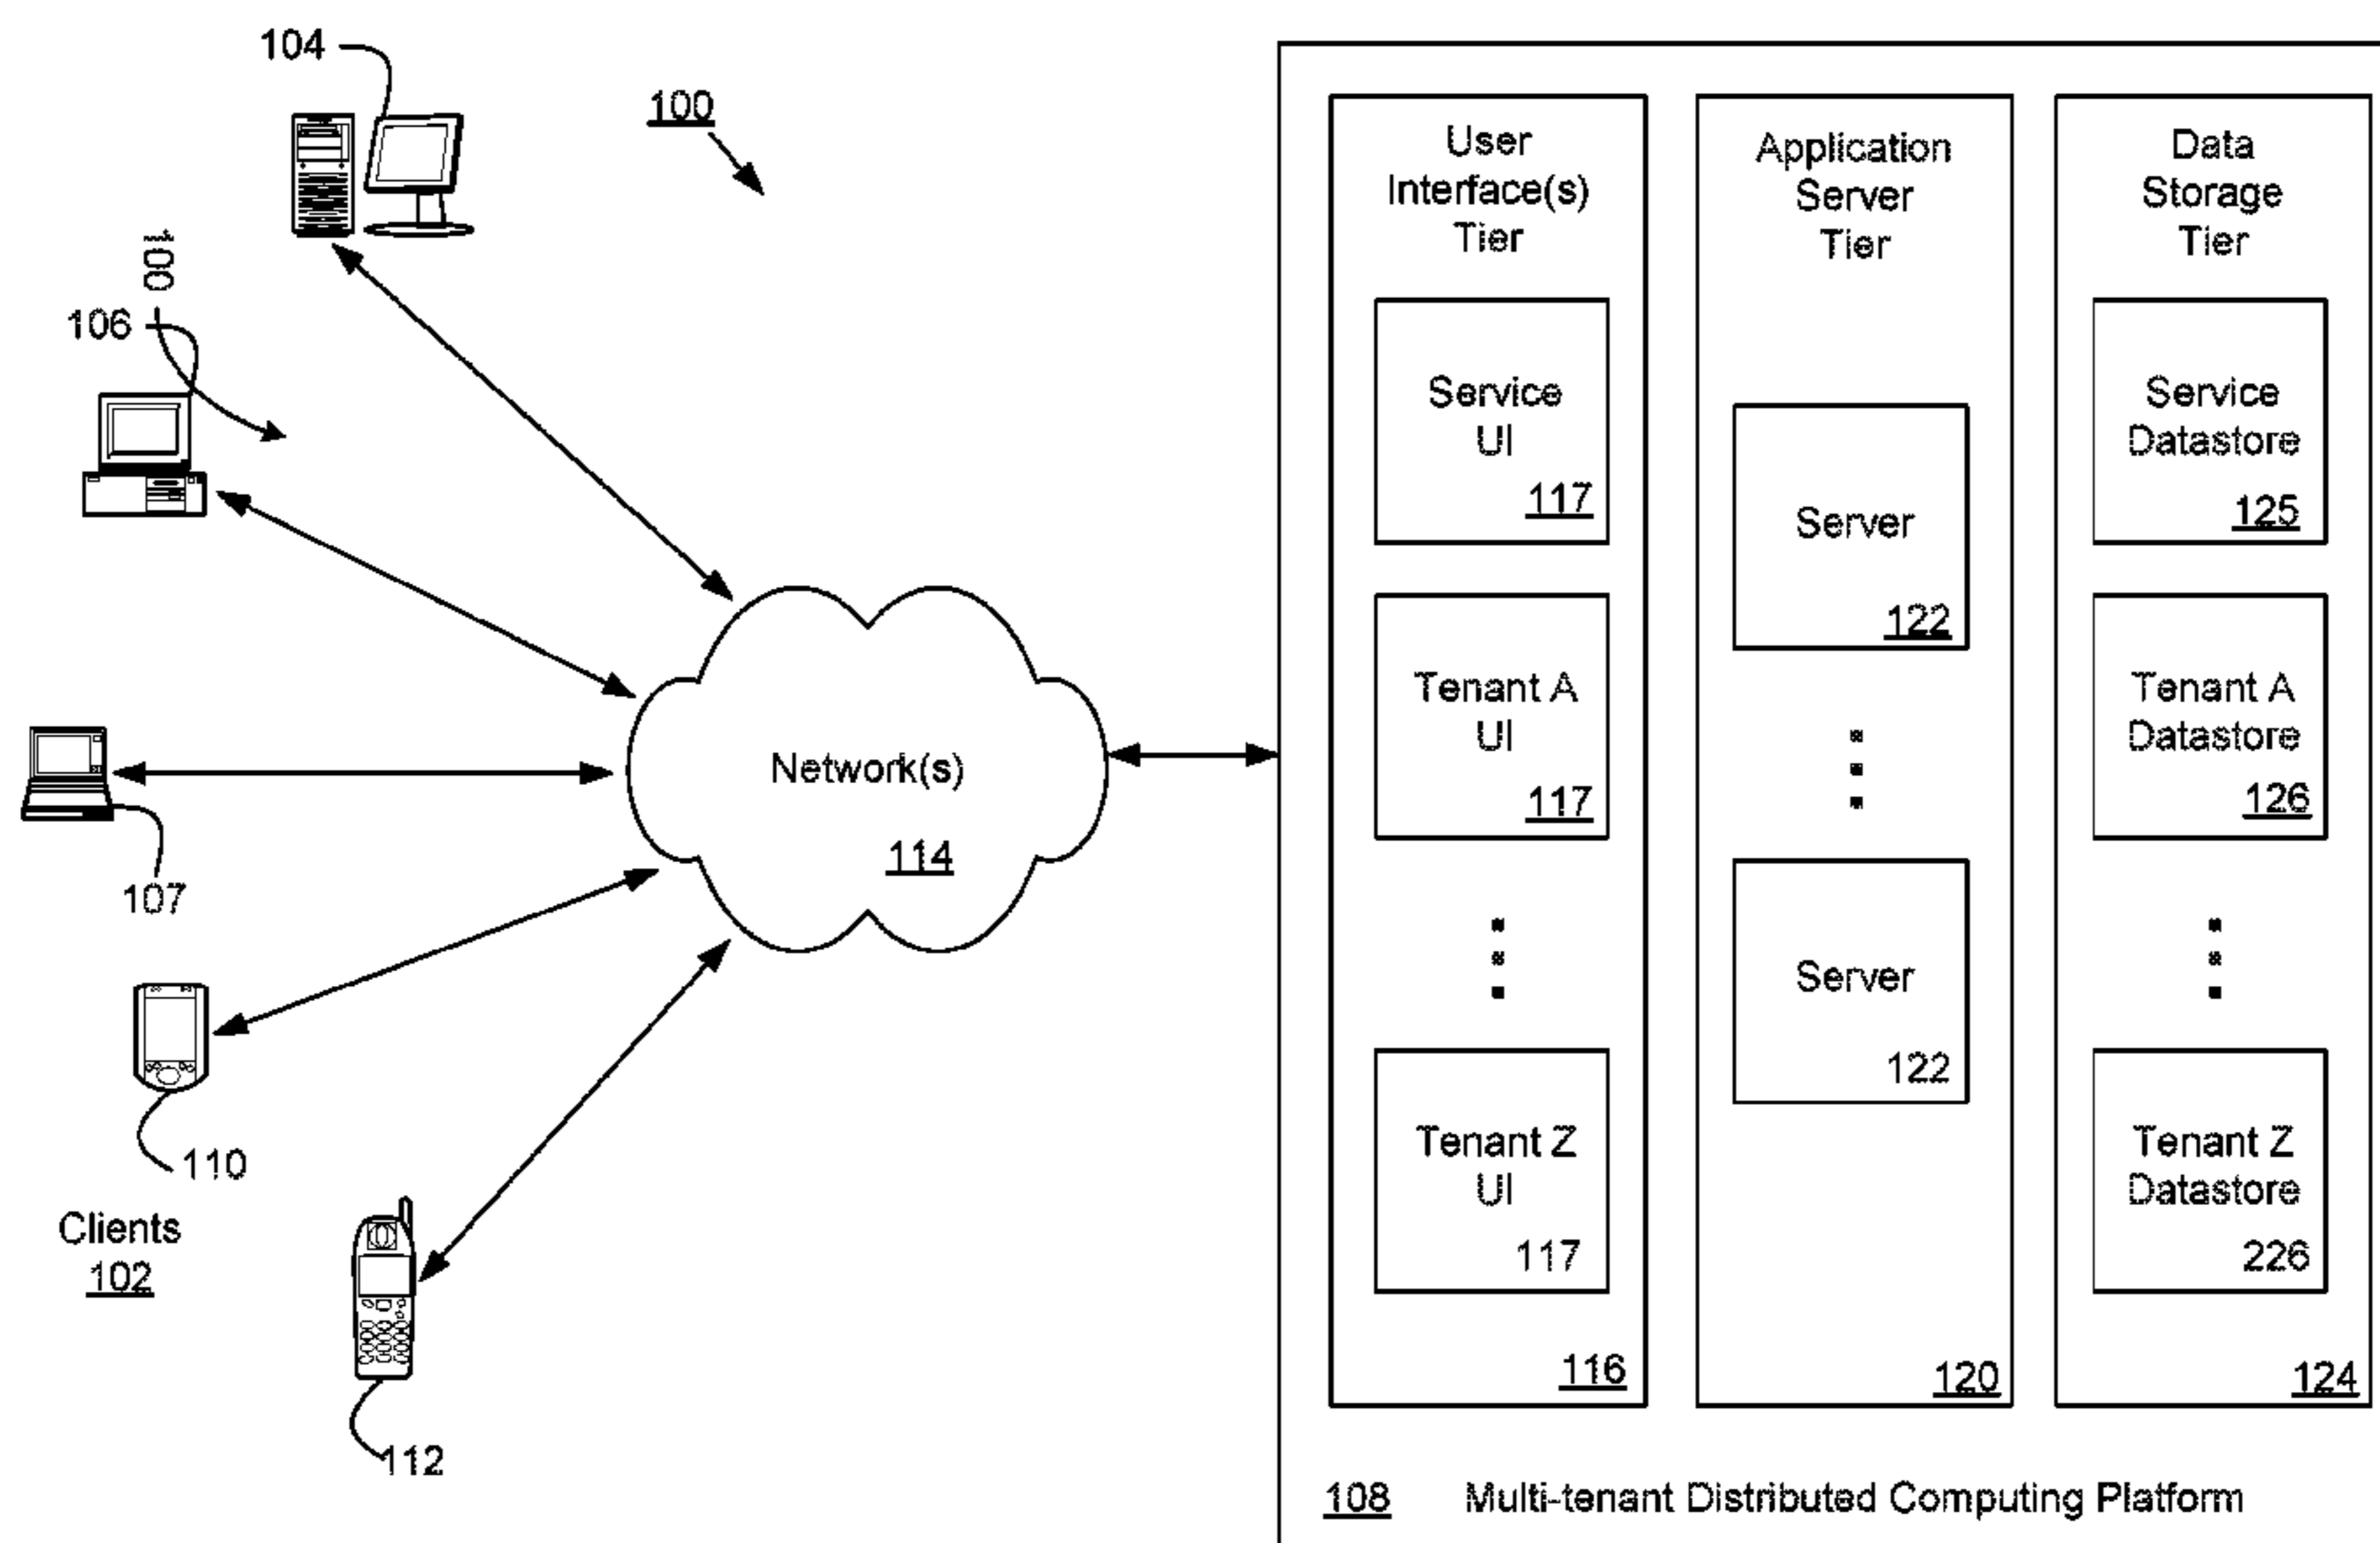 104
100
100
106
107
110
Clients
102
112
Network(s)
114
User
Interface(s)
Tier
Service
UI
117
Tenant A
UI
117
Tenant Z
UI
117
116
Application
Server
Tier
Server
122
Server
122
120
Data
Storage
Tier
Service
Datastore
125
Tenant A
Datastore
126
Tenant Z
Datastore
226
124
108 Multi-tenant Distributed Computing Platform